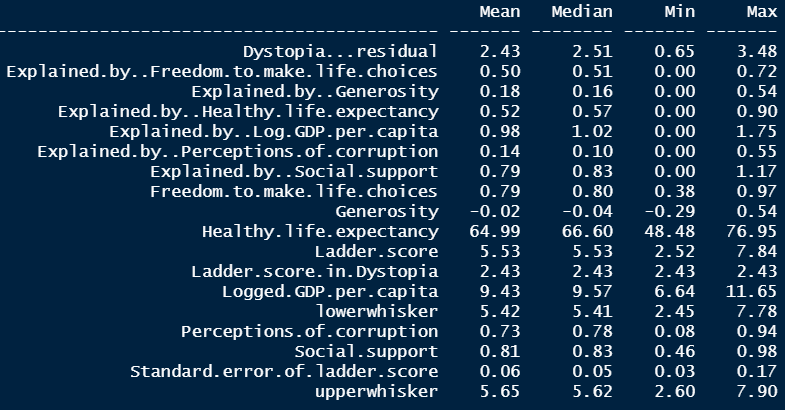 Mean Median Min Max
------------------------------------------- ------- -------- ------- -------
Dystopia...residual 2.43 2.51 0.65 3.48
Explained.by..Freedom.to.make.life.choices 0.50 0.51 0.00 0.72
Explained.by..Generosity 0.18 0.16 0.00 0.54
Explained.by..Healthy.life.expectancy 0.52 0.57 0.00 0.90
Explained.by..Log.GDP.per.capita 0.98 1.02 0.00 1.75
Explained.by..Perceptions.of.corruption 0.14 0.10 0.00 0.55
Explained.by..Social.support 0.79 0.83 0.00 1.17
Freedom.to.make.life.choices 0.79 0.80 0.38 0.97
Generosity -0.02 -0.04 -0.29 0.54
Healthy.life.expectancy 64.99 66.60 48.48 76.95
Ladder.score 5.53 5.53 2.52 7.84
Ladder.score.in.Dystopia 2.43 2.43 2.43 2.43
Logged.GDP.per.capita 9.43 9.57 6.64 11.65
lowerwhisker 5.42 5.41 2.45 7.78
Perceptions.of.corruption 0.73 0.78 0.08 0.94
Social.support 0.81 0.83 0.46 0.98
Standard.error.of.ladder.score 0.06 0.05 0.03 0.17
upperwhisker 5.65 5.62 2.60 7.90